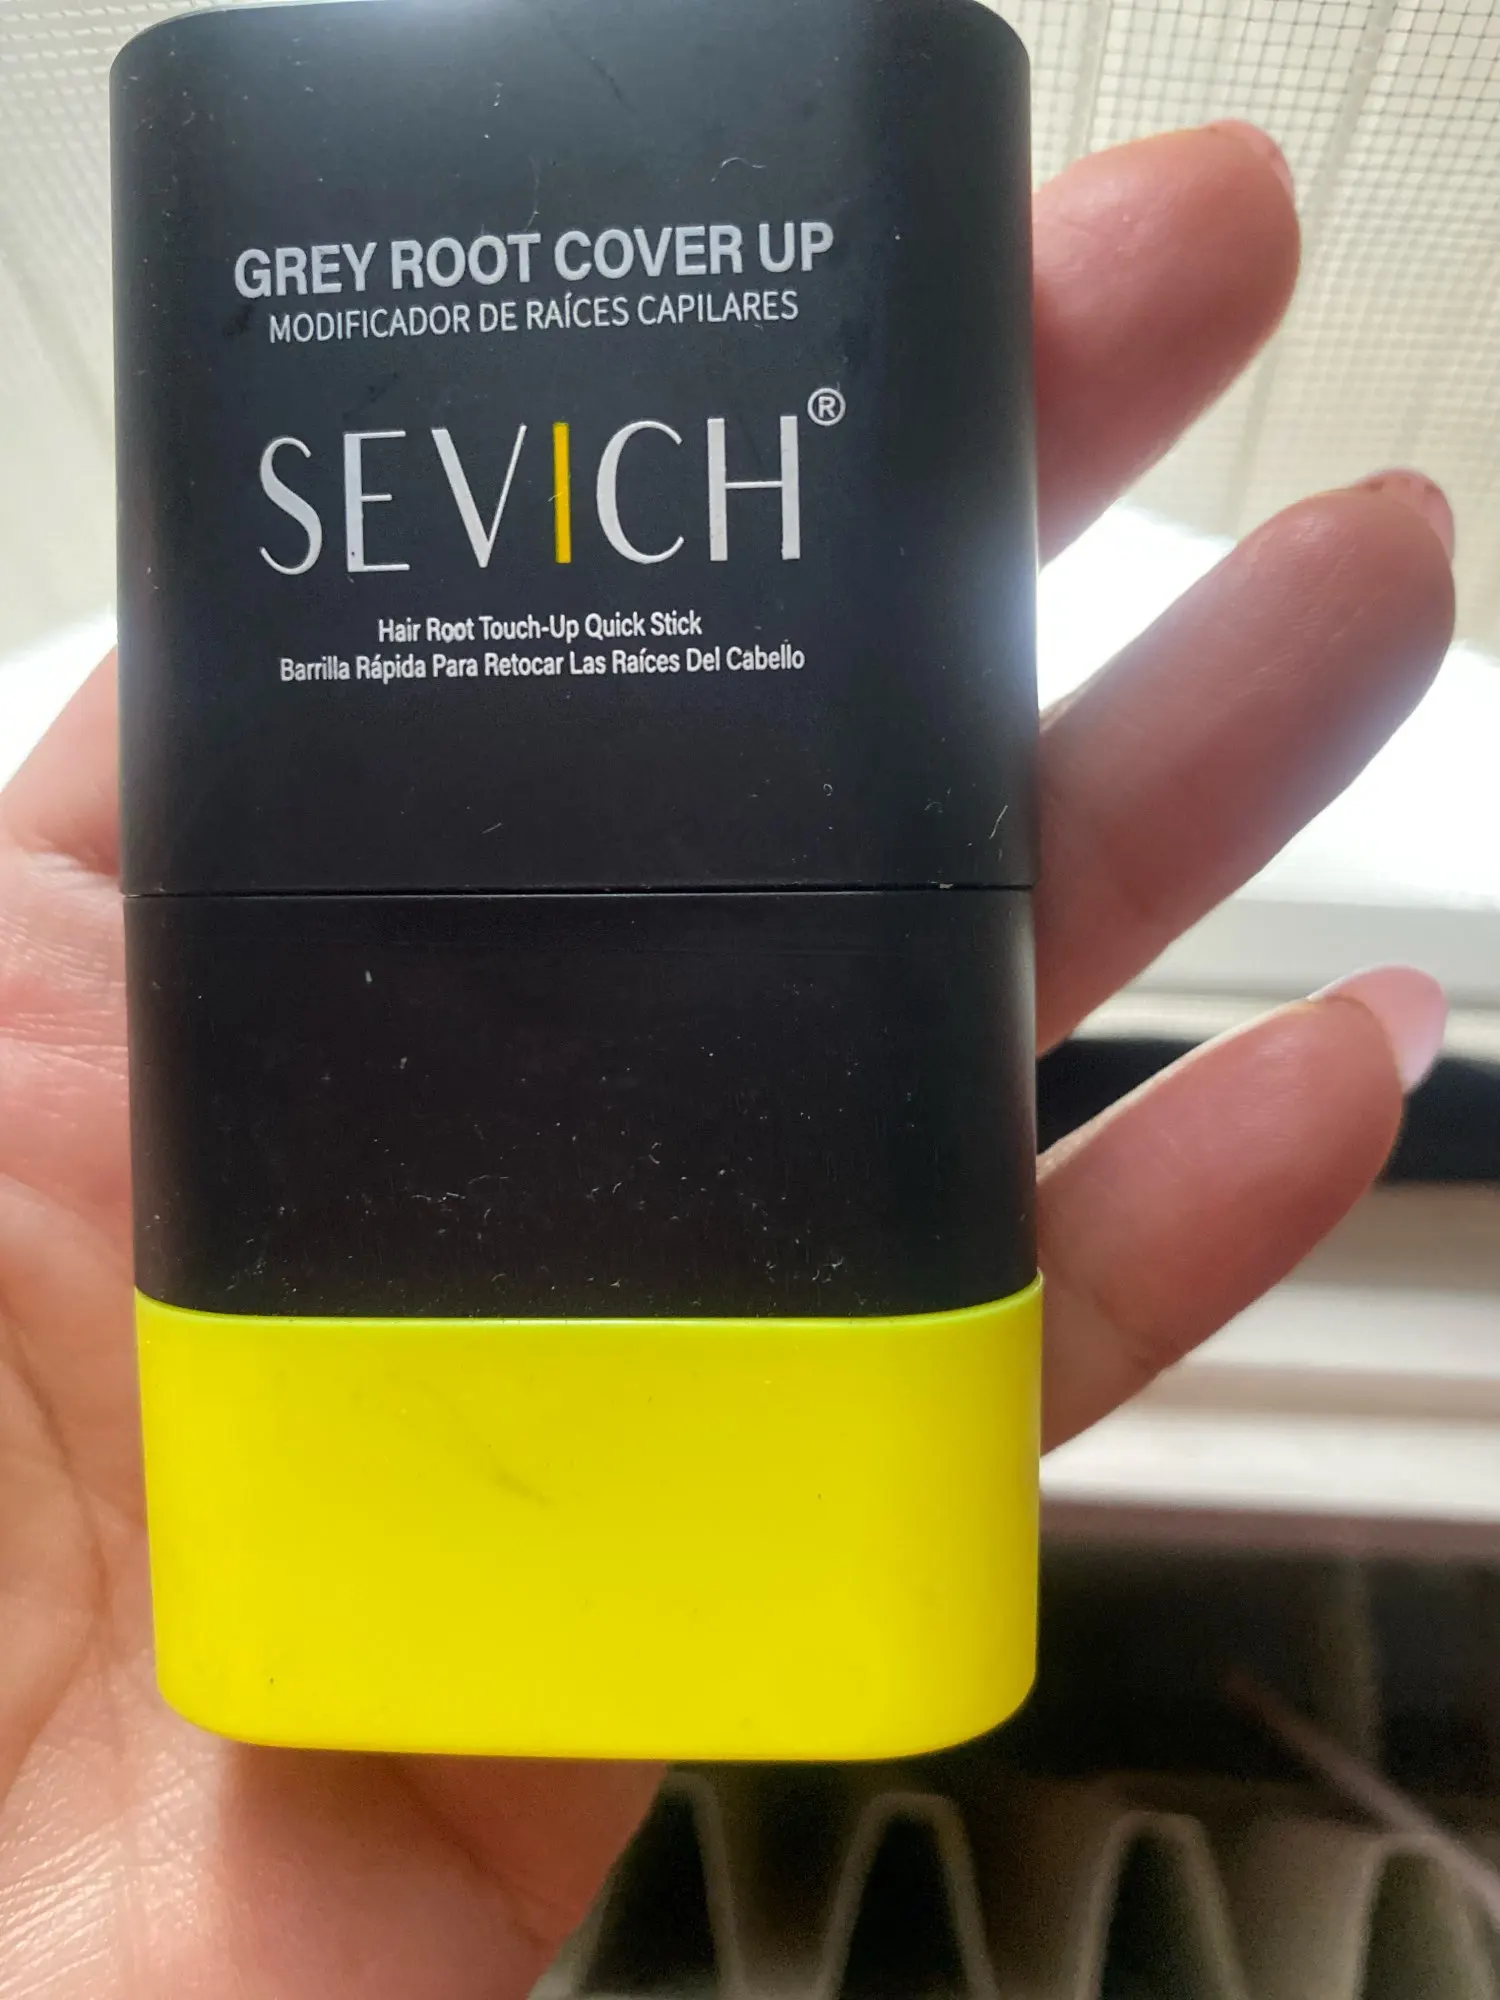 GREY ROOT COVER UP
MODIFICADOR DE RAÍCES CAPILARES
SEVICH®
Hair Root Touch-Up Quick Stick
Barrilla Rápida Para Retocar Las Raíces Del Cabello